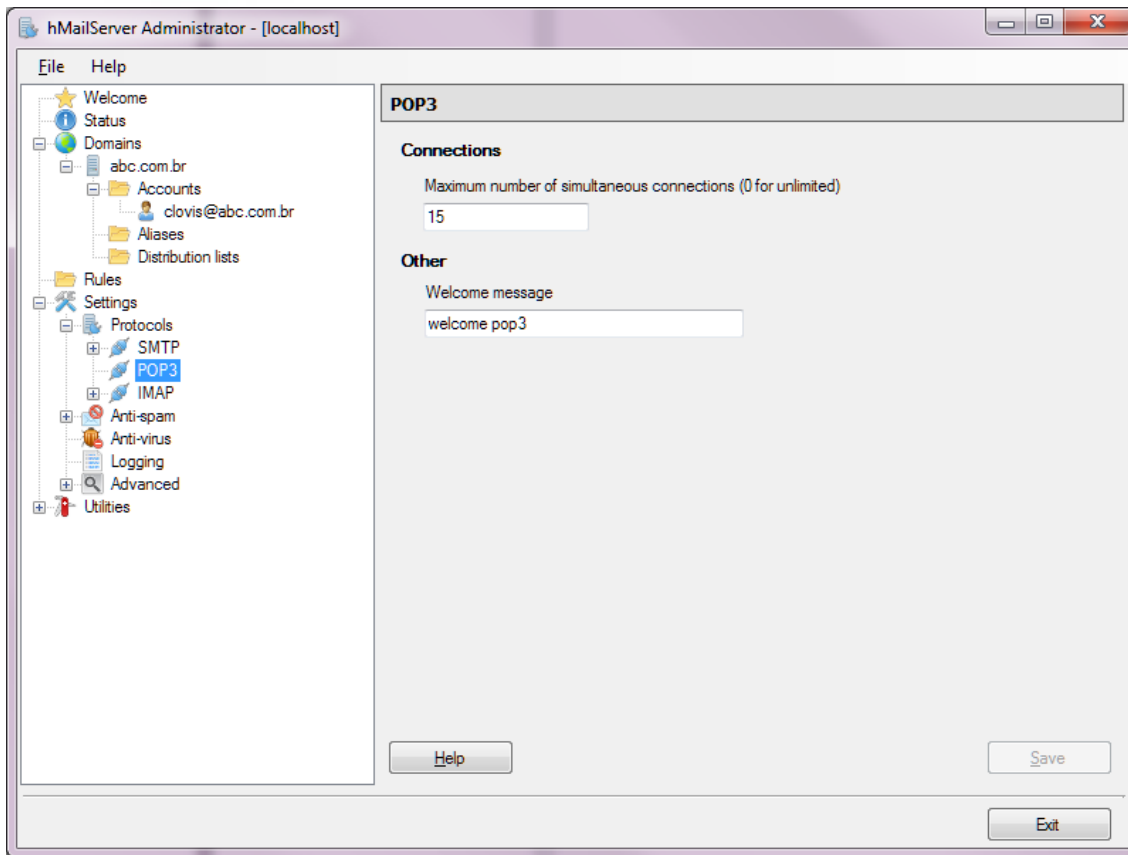 hMailServer Administrator - [localhost]
File Help
Welcome
Status
Domains
abc.com.br
Accounts
clovis@abc.com.br
Aliases
Distribution lists
Rules
Settings
Protocols
SMTP
POP3
IMAP
Anti-spam
Anti-virus
Logging
Advanced
Utilities
POP3
Connections
Maximum number of simultaneous connections (0 for unlimited)
15
Other
Welcome message
welcome pop3
Help
Save
Exit